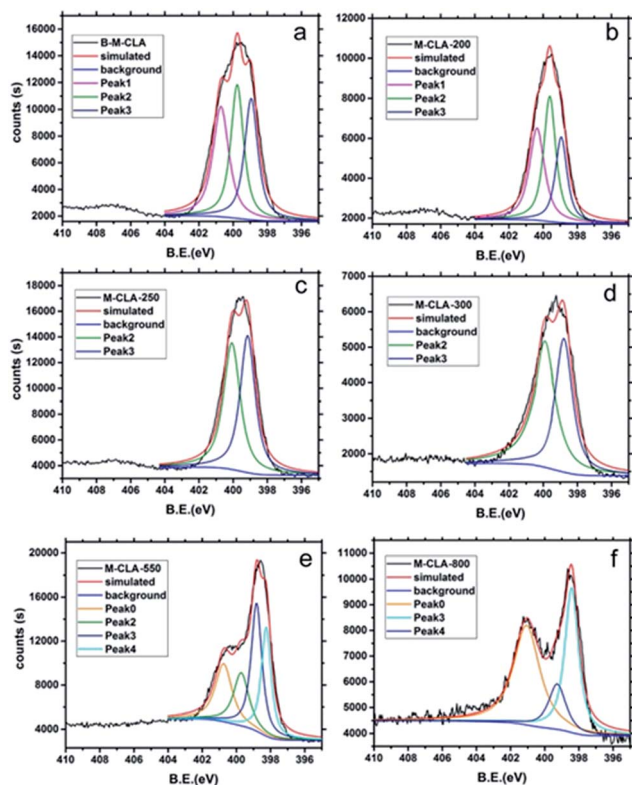 a
B-M-CLA
simulated
background
Peak1
Peak2
Peak3
counts (s)
16000
14000
12000
10000
8000
6000
4000
2000
410 408 406 404 402 400 398 396
B.E.(eV)
b
M-CLA-200
simulated
background
Peak1
Peak2
Peak3
12000
10000
8000
6000
4000
2000
410 408 406 404 402 400 398 396
B.E.(eV)
c
M-CLA-250
simulated
background
Peak2
Peak3
counts (s)
18000
16000
14000
12000
10000
8000
6000
4000
410 408 406 404 402 400 398 396
B.E.(eV)
d
M-CLA-300
simulated
background
Peak2
Peak3
7000
6000
5000
4000
3000
2000
410 408 406 404 402 400 398 396
B.E.(eV)
e
M-CLA-550
simulated
background
Peak0
Peak2
Peak3
Peak4
counts (s)
20000
16000
12000
8000
4000
410 408 406 404 402 400 398 396
B.E.(eV)
f
M-CLA-800
simulated
background
Peak0
Peak3
Peak4
11000
10000
9000
8000
7000
6000
5000
4000
410 408 406 404 402 400 398 396
B.E.(eV)